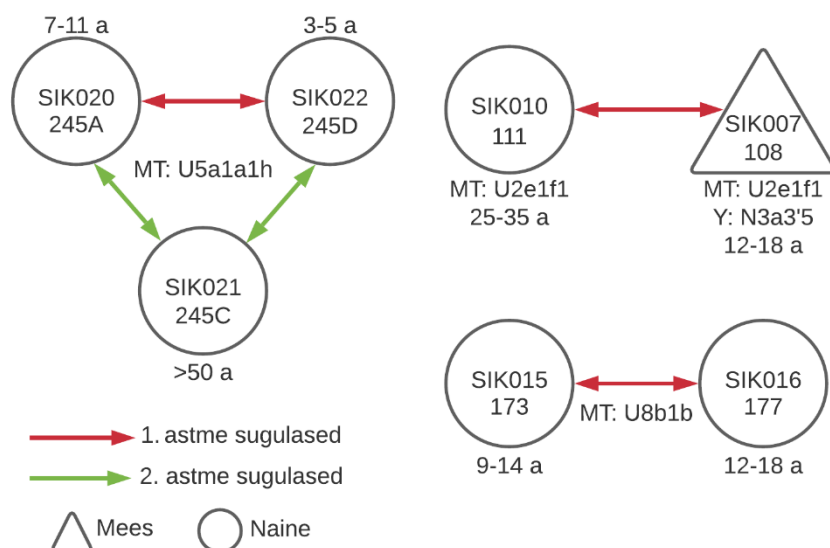 7-11 a
3-5 a
SIK020
245A
SIK022
245D
MT: U5a1a1h
SIK021
245C
>50 a
SIK010
111
SIK007
108
MT: U2e1f1
25-35 a
MT: U2e1f1
Y: N3a3'5
12-18 a
SIK015
173
SIK016
177
MT: U8b1b
9-14 a
12-18 a
1. astme sugulased
2. astme sugulased
Mees
Naine